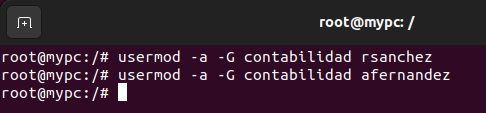 root@mypc: /
root@mypc:/# usermod -a -G contabilidad rsanchez
root@mypc:/# usermod -a -G contabilidad afernandez
root@mypc:/#